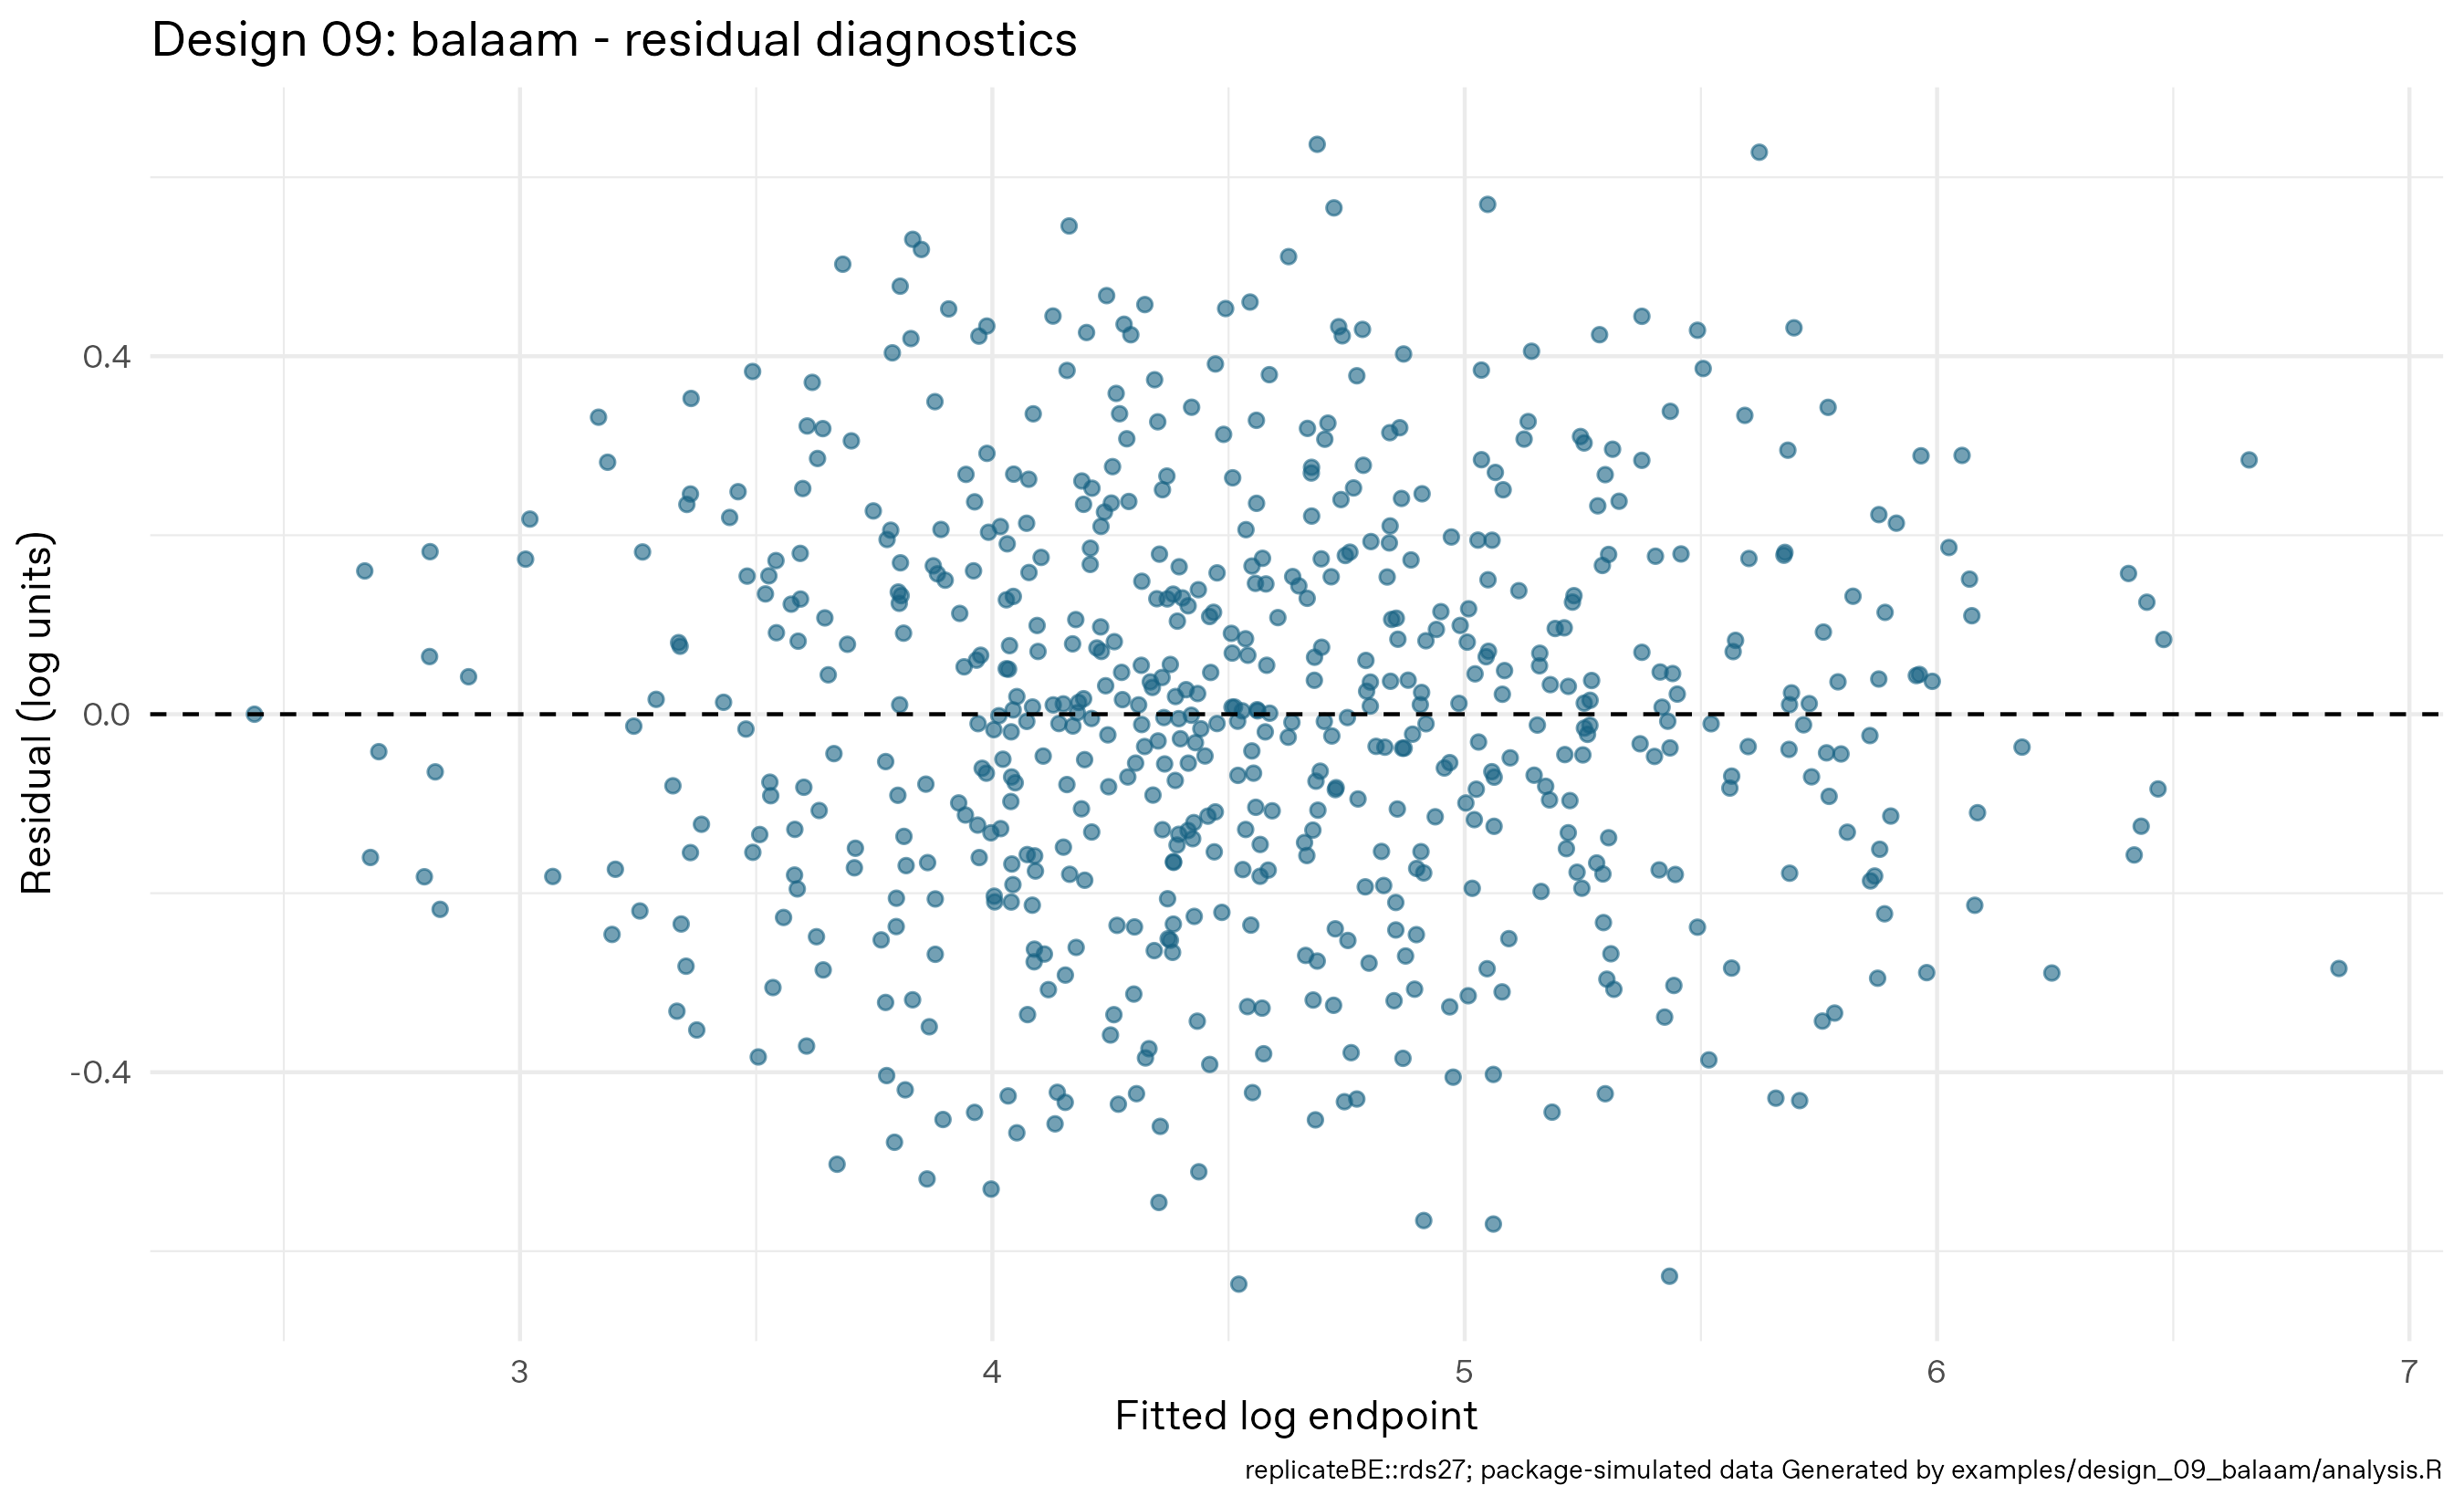 Design 09: balaam - residual diagnostics
Residual (log units)
0.4
0.0
-0.4
3 4 5 6 7
Fitted log endpoint
replicateBE::rds27; package-simulated data Generated by examples/design_09_balaam/analysis.R